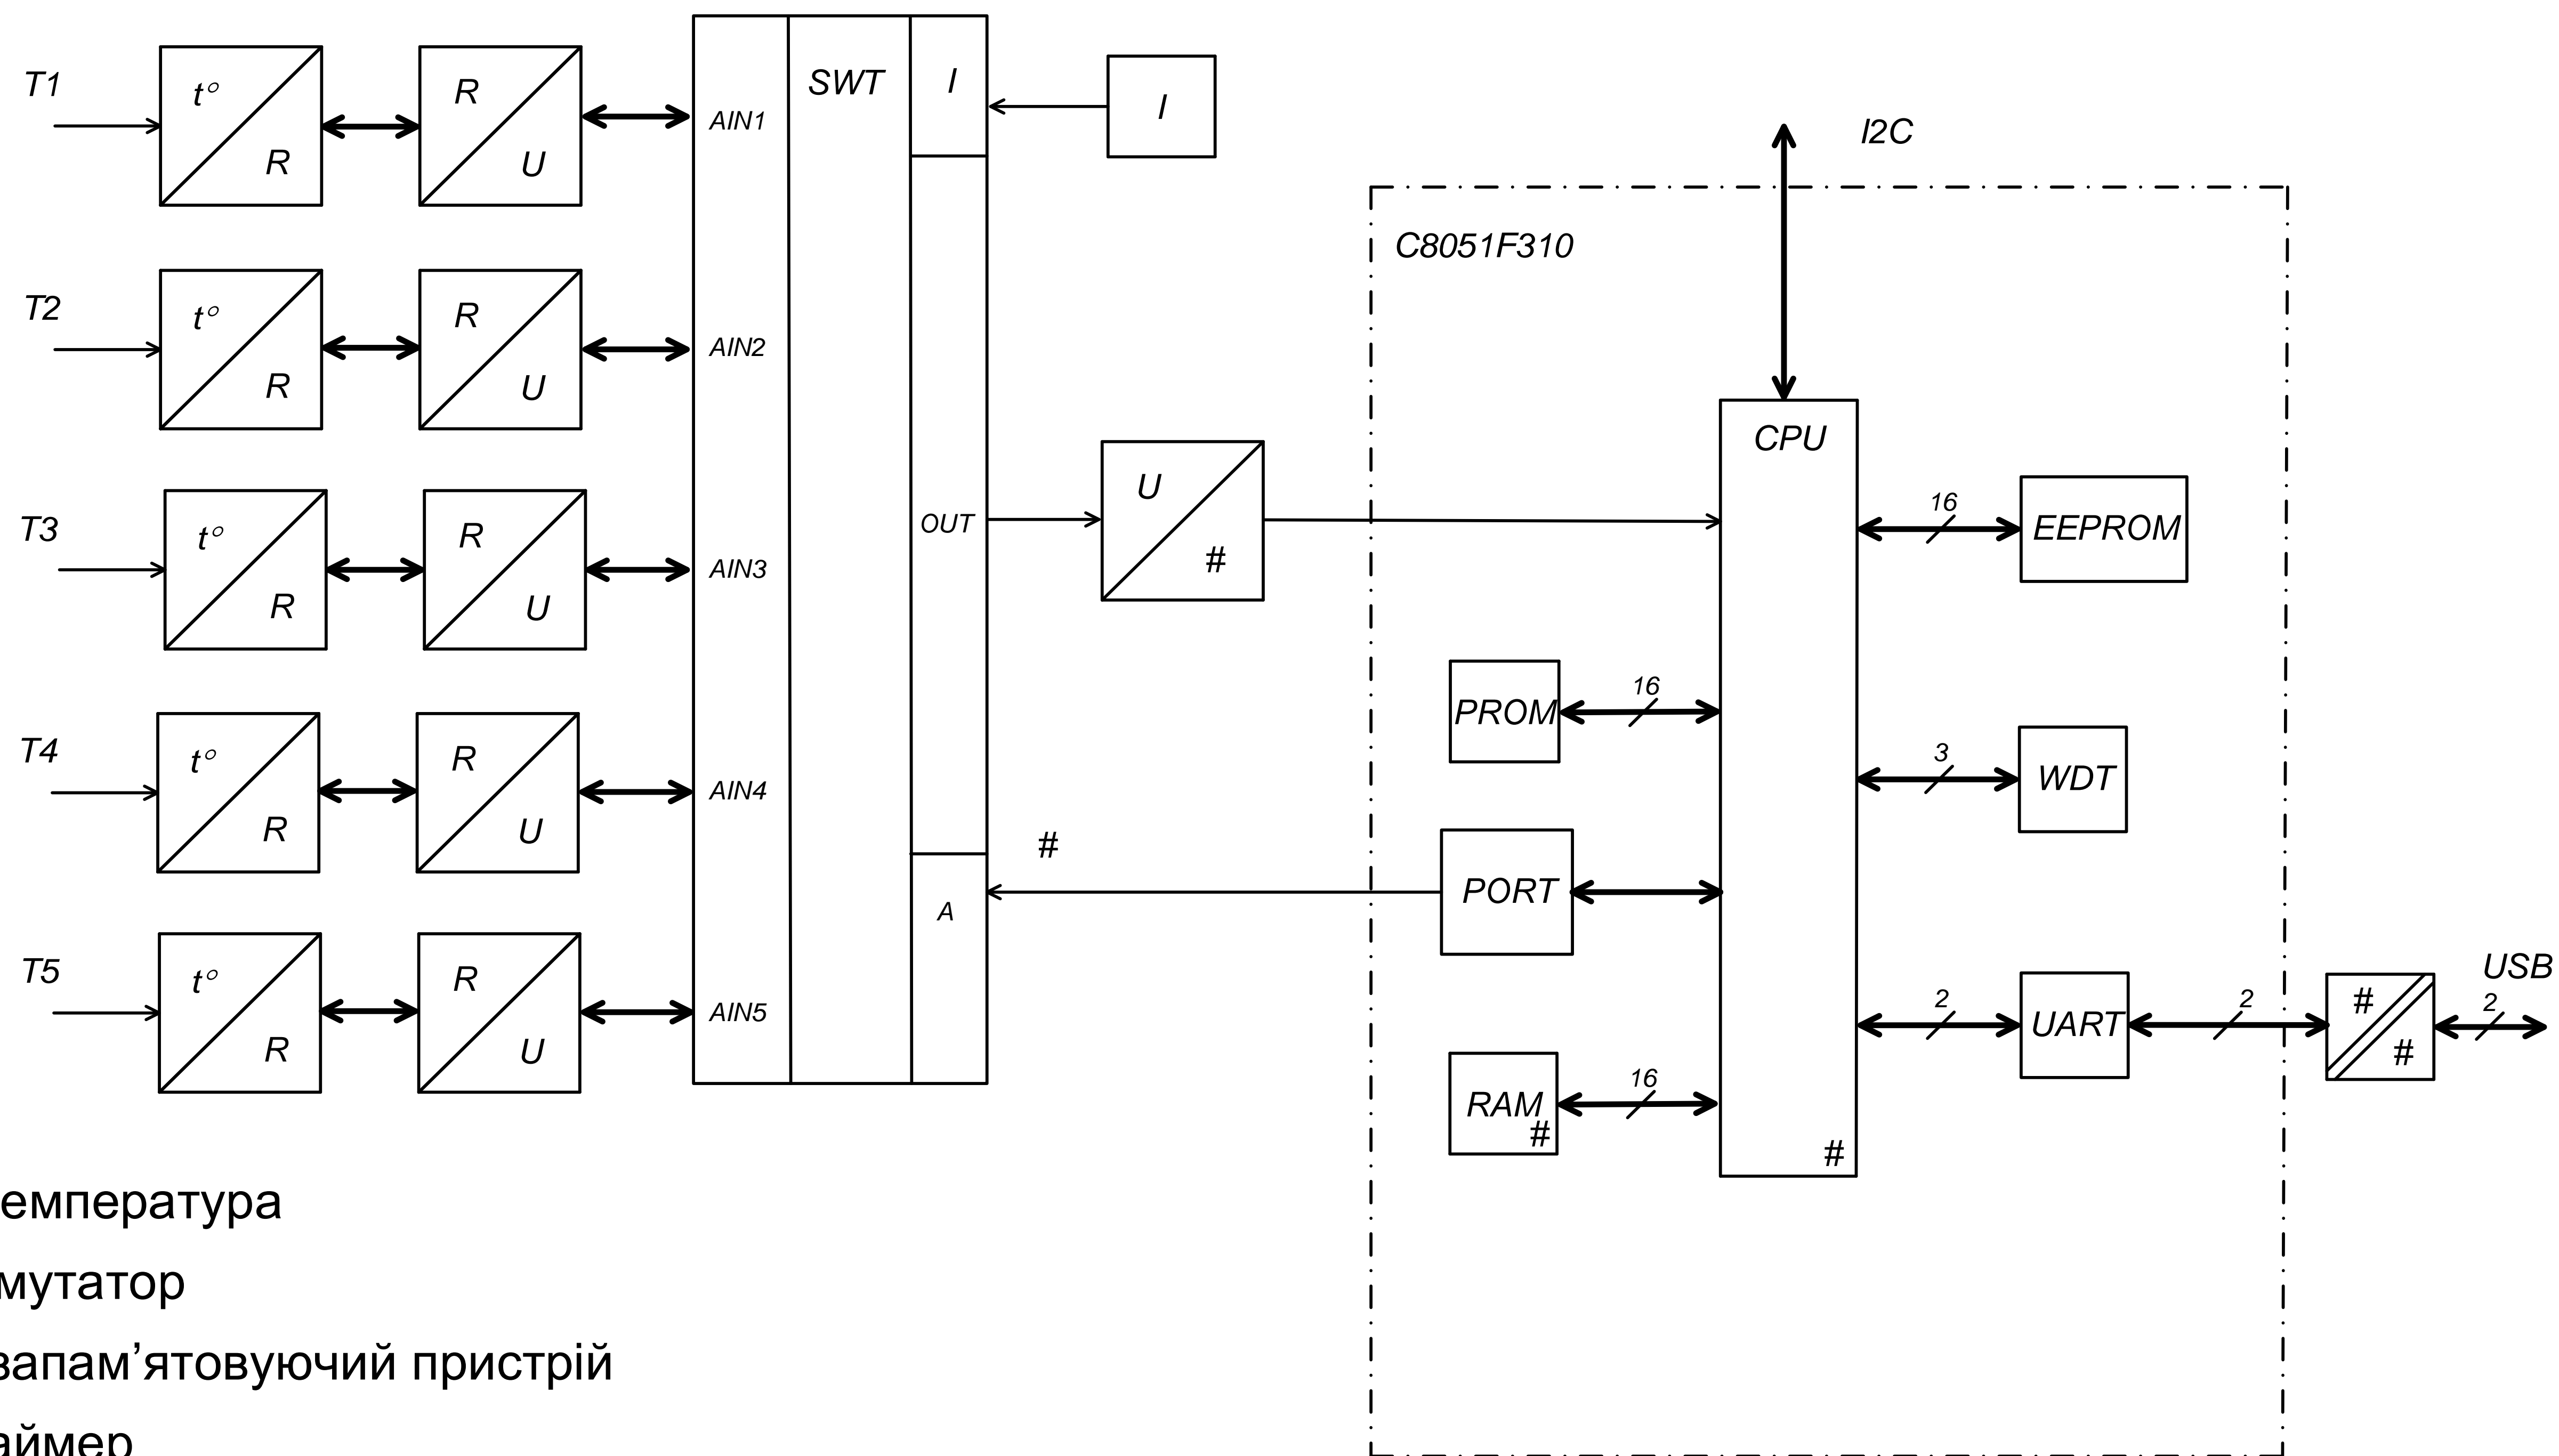 T1
t°
R
R
U
AIN1
SWT
I
I
I2C
C8051F310
T2
t°
R
R
U
AIN2
CPU
T3
t°
R
R
U
AIN3
OUT
U
#
16
EEPROM
PROM
16
T4
t°
R
R
U
AIN4
#
3
WDT
A
PORT
T5
t°
R
R
U
AIN5
2
UART
2
#
#
USB
2
RAM
#
16
#
емпература
мутатор
запам’ятовуючий пристрій
аймер